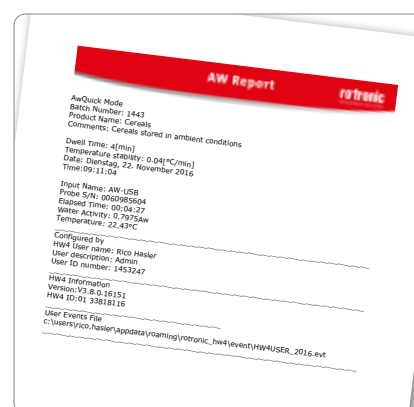 AW Report
rotronic
AwQuick Mode
Batch Number: 1443
Product Name: Cereals
Comments: Cereals stored in ambient conditions
Dwell Time: 4[min]
Temperature stability: 0.04[°C/min]
Date: Dienstag, 22. November 2016
Time:09:11:04
Input Name: AW-USB
Probe S/N: 0060985604
Elapsed Time: 00:04:27
Water Activity: 0.7975Aw
Temperature: 22.43°C
Configured by
HW4 User name: Rico Hasler
User description: Admin
User ID number: 1453247
HW4 Information
Version:V3.8.0.16151
HW4 ID:01 33818116
User Events File
c:\users\rico.hasler\appdata\roaming\rotronic_hw4\event\HW4USER_2016.evt